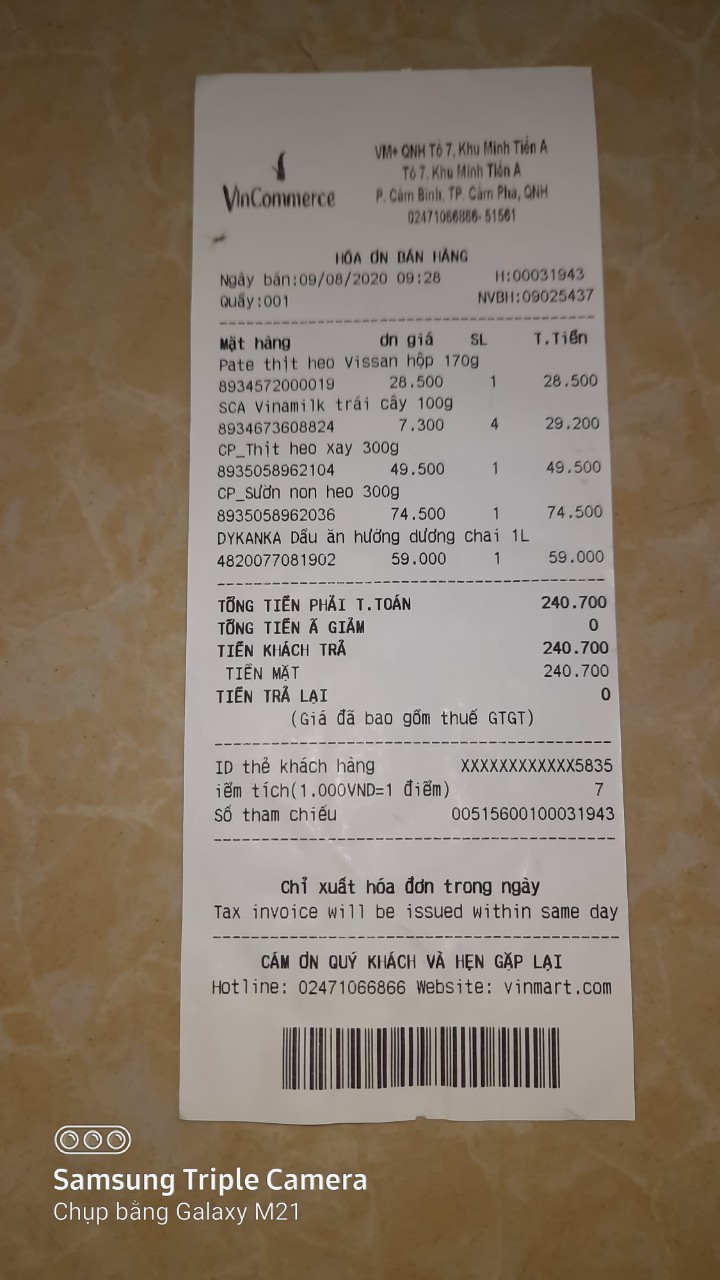 VinCommerce
VM+ QNH Tổ 7, Khu Minh Tiến A
Tổ 7, Khu Minh Tiến A
P. Cẩm Bình, TP. Cẩm Phả, QNH
02471066866-51561
HÓA ƠN BÁN HÀNG
Ngày bán:09/08/2020 09:28 H:00031943
Quầy:001 NVBH:09025437
Mặt hàng ơn giá SL T.Tiền
Pate thịt heo Vissan hộp 170g
8934572000019 28.500 1 28.500
SCA Vinamilk trái cây 100g
8934673608824 7.300 4 29.200
CP_Thịt heo xay 300g
8935058962104 49.500 1 49.500
CP_Sườn non heo 300g
8935058962036 74.500 1 74.500
DYKANKA Dầu ăn hướng dương chai 1L
4820077081902 59.000 1 59.000
TỔNG TIỀN PHẢI T.TOÁN 240.700
TỔNG TIỀN Ã GIẢM 0
TIỀN KHÁCH TRẢ 240.700
TIỀN MẶT 240.700
TIỀN TRẢ LẠI 0
(Giá đã bao gồm thuế GTGT)
ID thẻ khách hàng XXXXXXXXXXXX5835
iểm tích(1.000VND=1 điểm) 7
Số tham chiếu 00515600100031943
Chỉ xuất hóa đơn trong ngày
Tax invoice will be issued within same day
CÁM ƠN QUÝ KHÁCH VÀ HẸN GẶP LẠI
Hotline: 02471066866 Website: vinmart.com
Samsung Triple Camera
Chụp bằng Galaxy M21